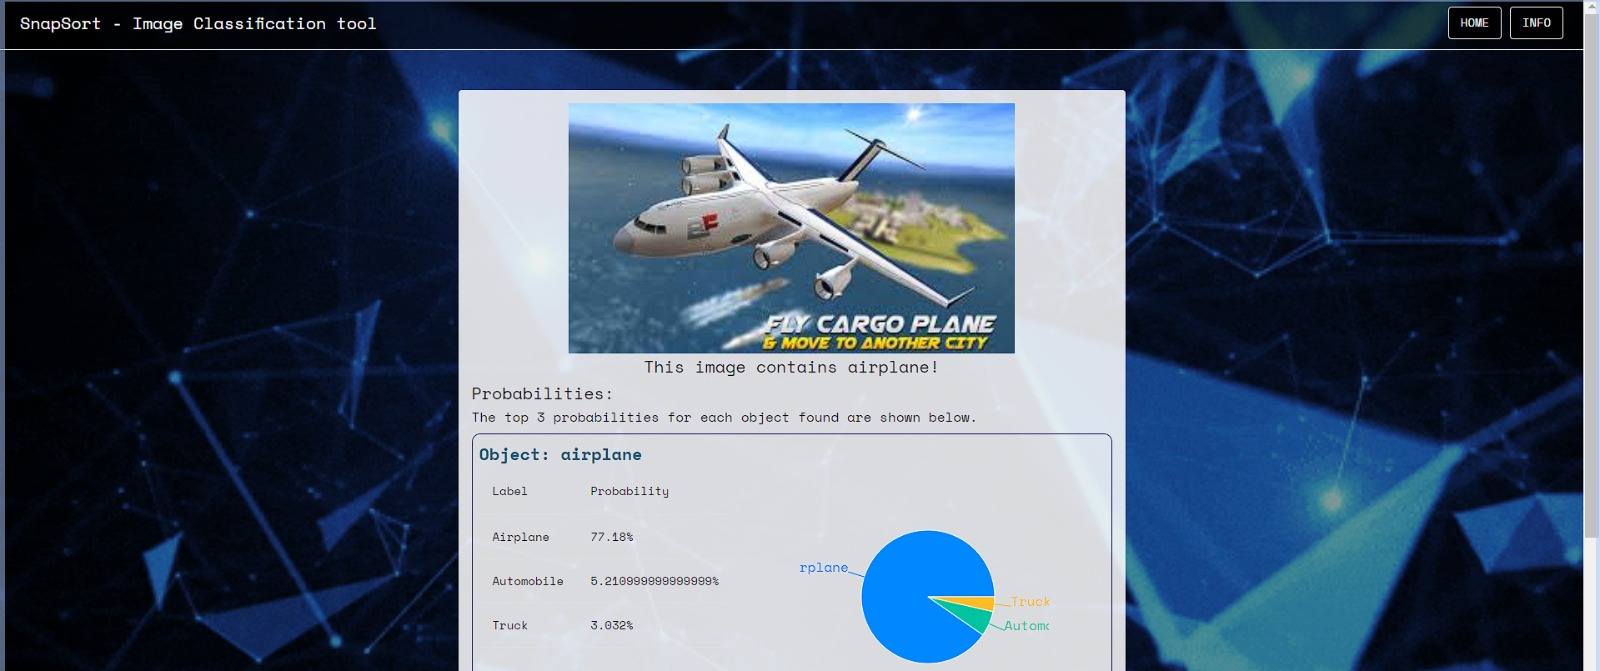 SnapSort - Image Classification tool
HOME
INFO
FLY CARGO PLANE
& MOVE TO ANOTHER CITY
This image contains airplane!
Probabilities:
The top 3 probabilities for each object found are shown below.
Object: airplane
Label Probability
Airplane 77.18%
Automobile 5.210999999999999%
Truck 3.032%
rplane
Truck
Automo